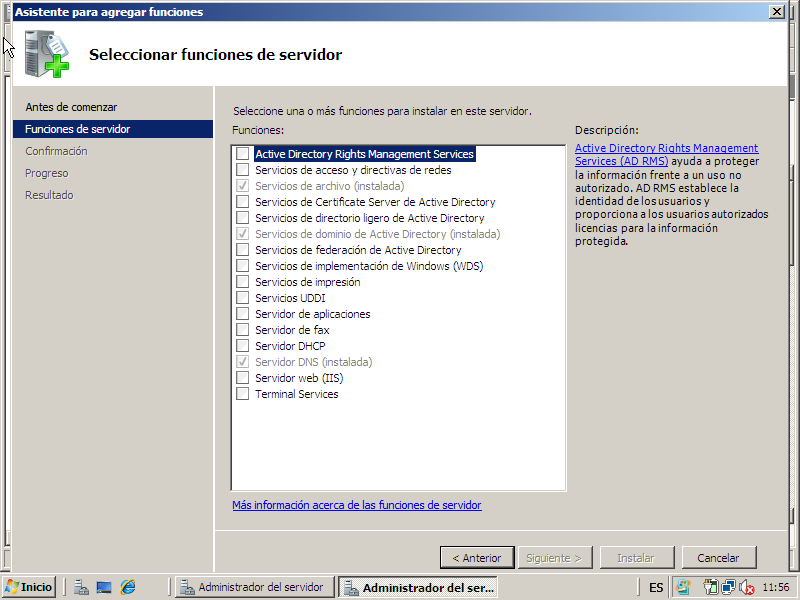 Asistente para agregar funciones
Seleccionar funciones de servidor
Antes de comenzar
Funciones de servidor
Confirmación
Progreso
Resultado
Seleccione una o más funciones para instalar en este servidor.
Funciones:
Active Directory Rights Management Services
Servicios de acceso y directivas de redes
Servicios de archivo (instalada)
Servicios de Certificate Server de Active Directory
Servicios de directorio ligero de Active Directory
Servicios de dominio de Active Directory (instalada)
Servicios de federación de Active Directory
Servicios de implementación de Windows (WDS)
Servicios de impresión
Servicios UDDI
Servidor de aplicaciones
Servidor de fax
Servidor DHCP
Servidor DNS (instalada)
Servidor web (IIS)
Terminal Services
Más información acerca de las funciones de servidor
Descripción:
Active Directory Rights Management
Services (AD RMS) ayuda a proteger
la información frente a un uso no
autorizado. AD RMS establece la
identidad de los usuarios y
proporciona a los usuarios autorizados
licencias para la información
protegida.
< Anterior
Siguiente >
Instalar
Cancelar
Inicio
Administrador del servidor
Administrador del ser...
ES
11:56